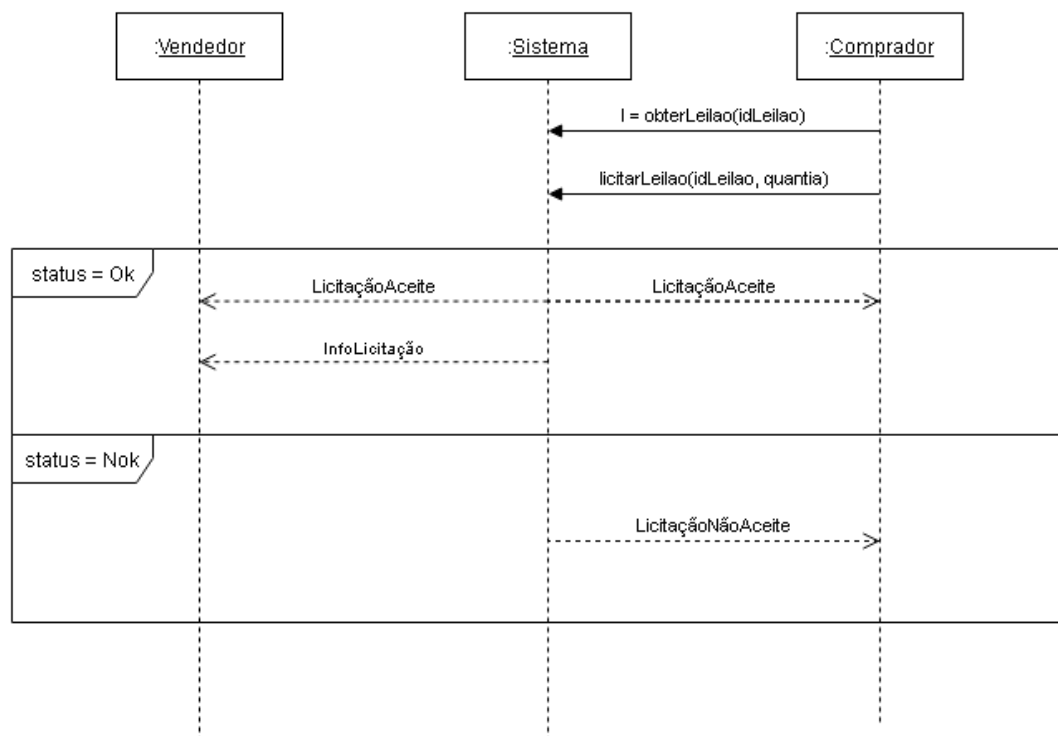 :Vendedor
:Sistema
:Comprador
l = obterLeilao(idLeilao)
licitarLeilao(idLeilao, quantia)
status = Ok
LicitaçãoAceite
LicitaçãoAceite
InfoLicitação
status = Nok
LicitaçãoNãoAceite